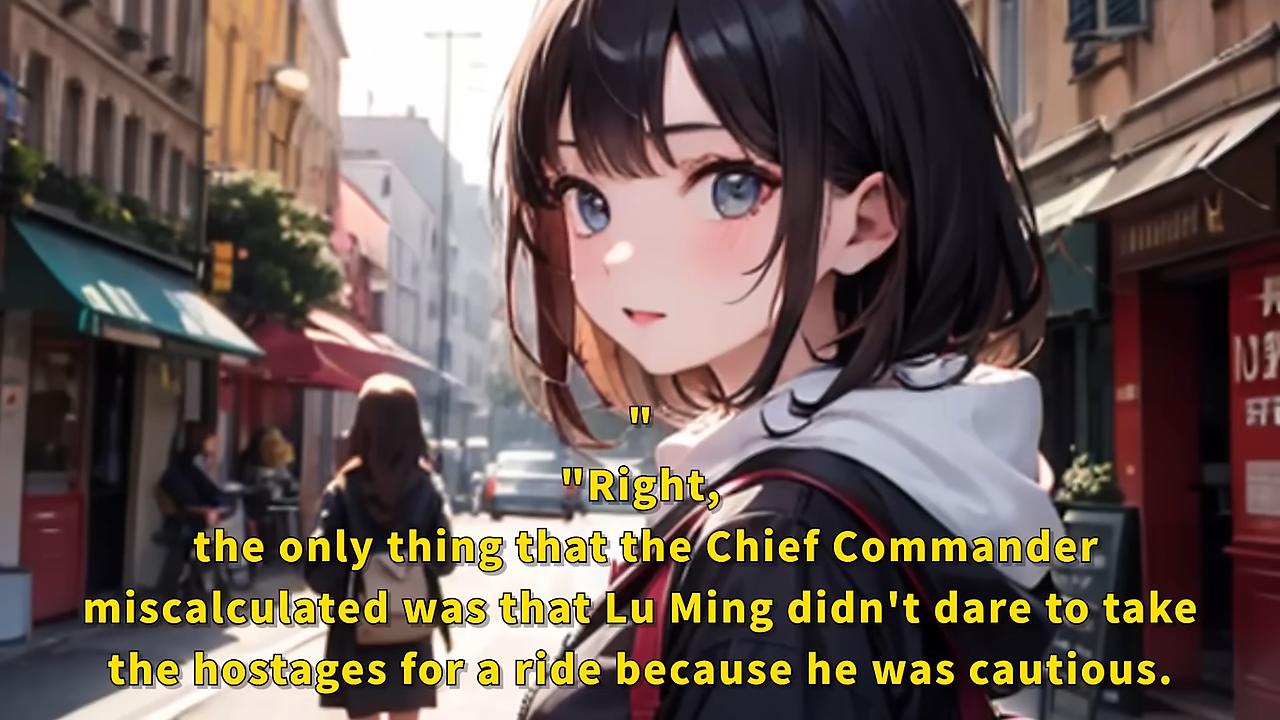 "
"Right,
the only thing that the Chief Commander
miscalculated was that Lu Ming didn't dare to take
the hostages for a ride because he was cautious.